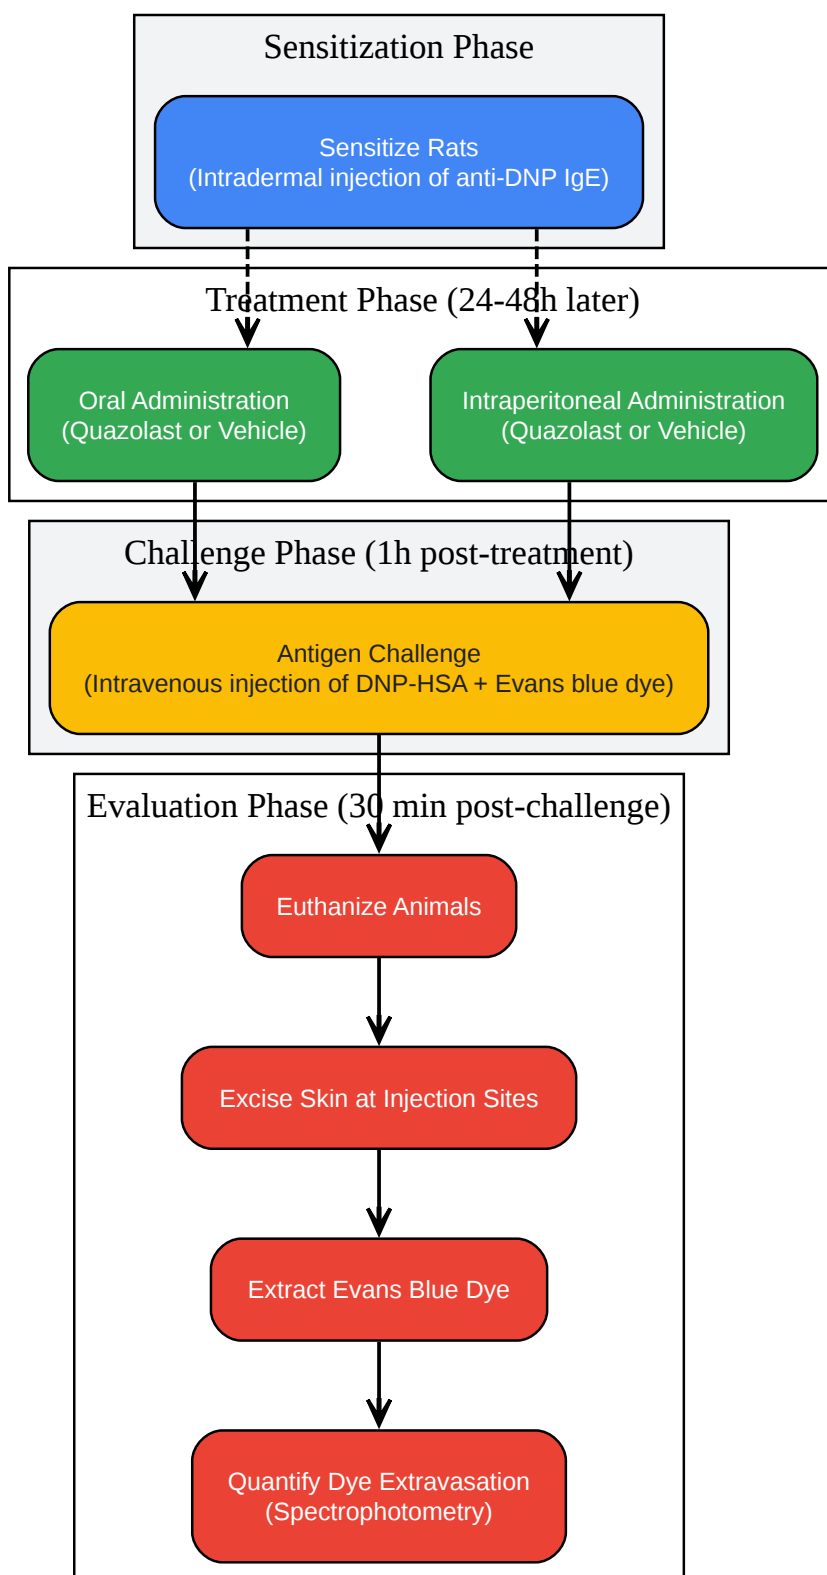 Sensitization Phase
Sensitize Rats
(Intradermal injection of anti-DNP IgE)
Treatment Phase (24-48h later)
Oral Administration
(Quazolast or Vehicle)
Intraperitoneal Administration
(Quazolast or Vehicle)
Challenge Phase (1h post-treatment)
Antigen Challenge
(Intravenous injection of DNP-HSA + Evans blue dye)
Evaluation Phase (30 min post-challenge)
Euthanize Animals
Excise Skin at Injection Sites
Extract Evans Blue Dye
Quantify Dye Extravasation
(Spectrophotometry)